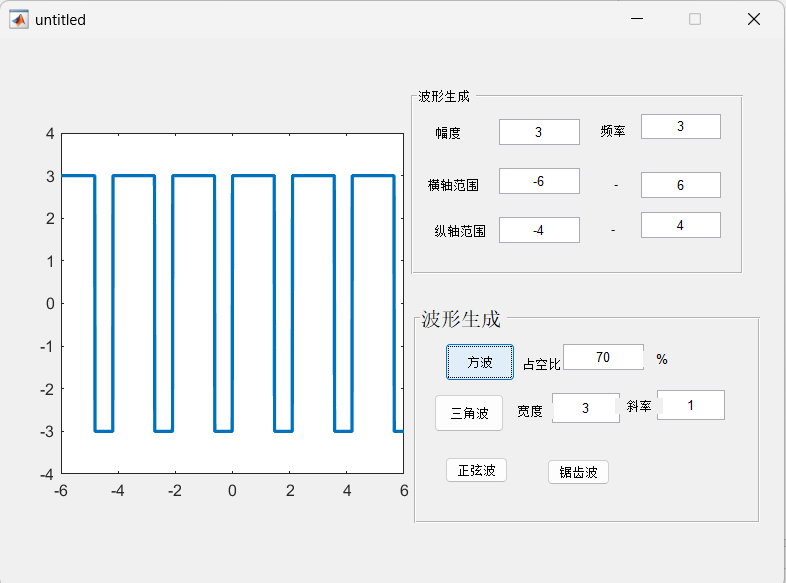 untitled
波形生成
幅度 3 频率 3
横轴范围 -6 - 6
纵轴范围 -4 - 4
4
3
2
1
0
-1
-2
-3
-4
-6 -4 -2 0 2 4 6
波形生成
方波 占空比 70 %
三角波 宽度 3 斜率 1
正弦波 锯齿波